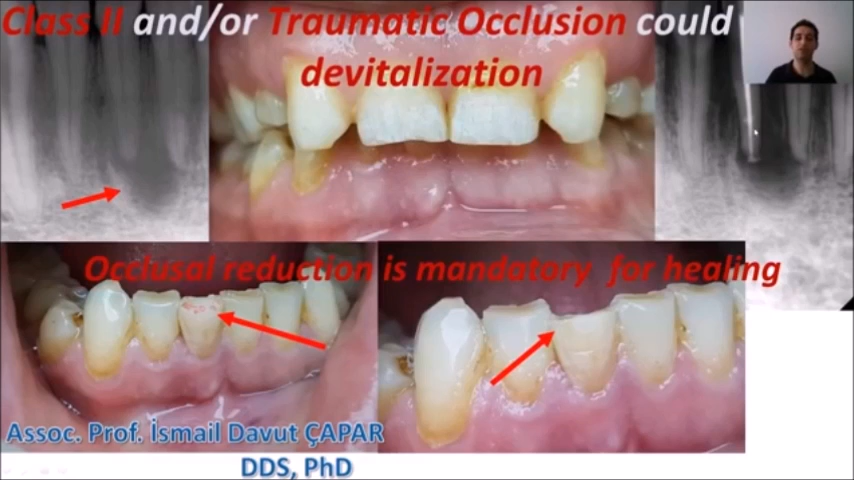 Class II and/or Traumatic Occlusion could
devitalization
Occlusal reduction is mandatory for healing
Assoc. Prof. İsmail Davut ÇAPAR
DDS, PhD